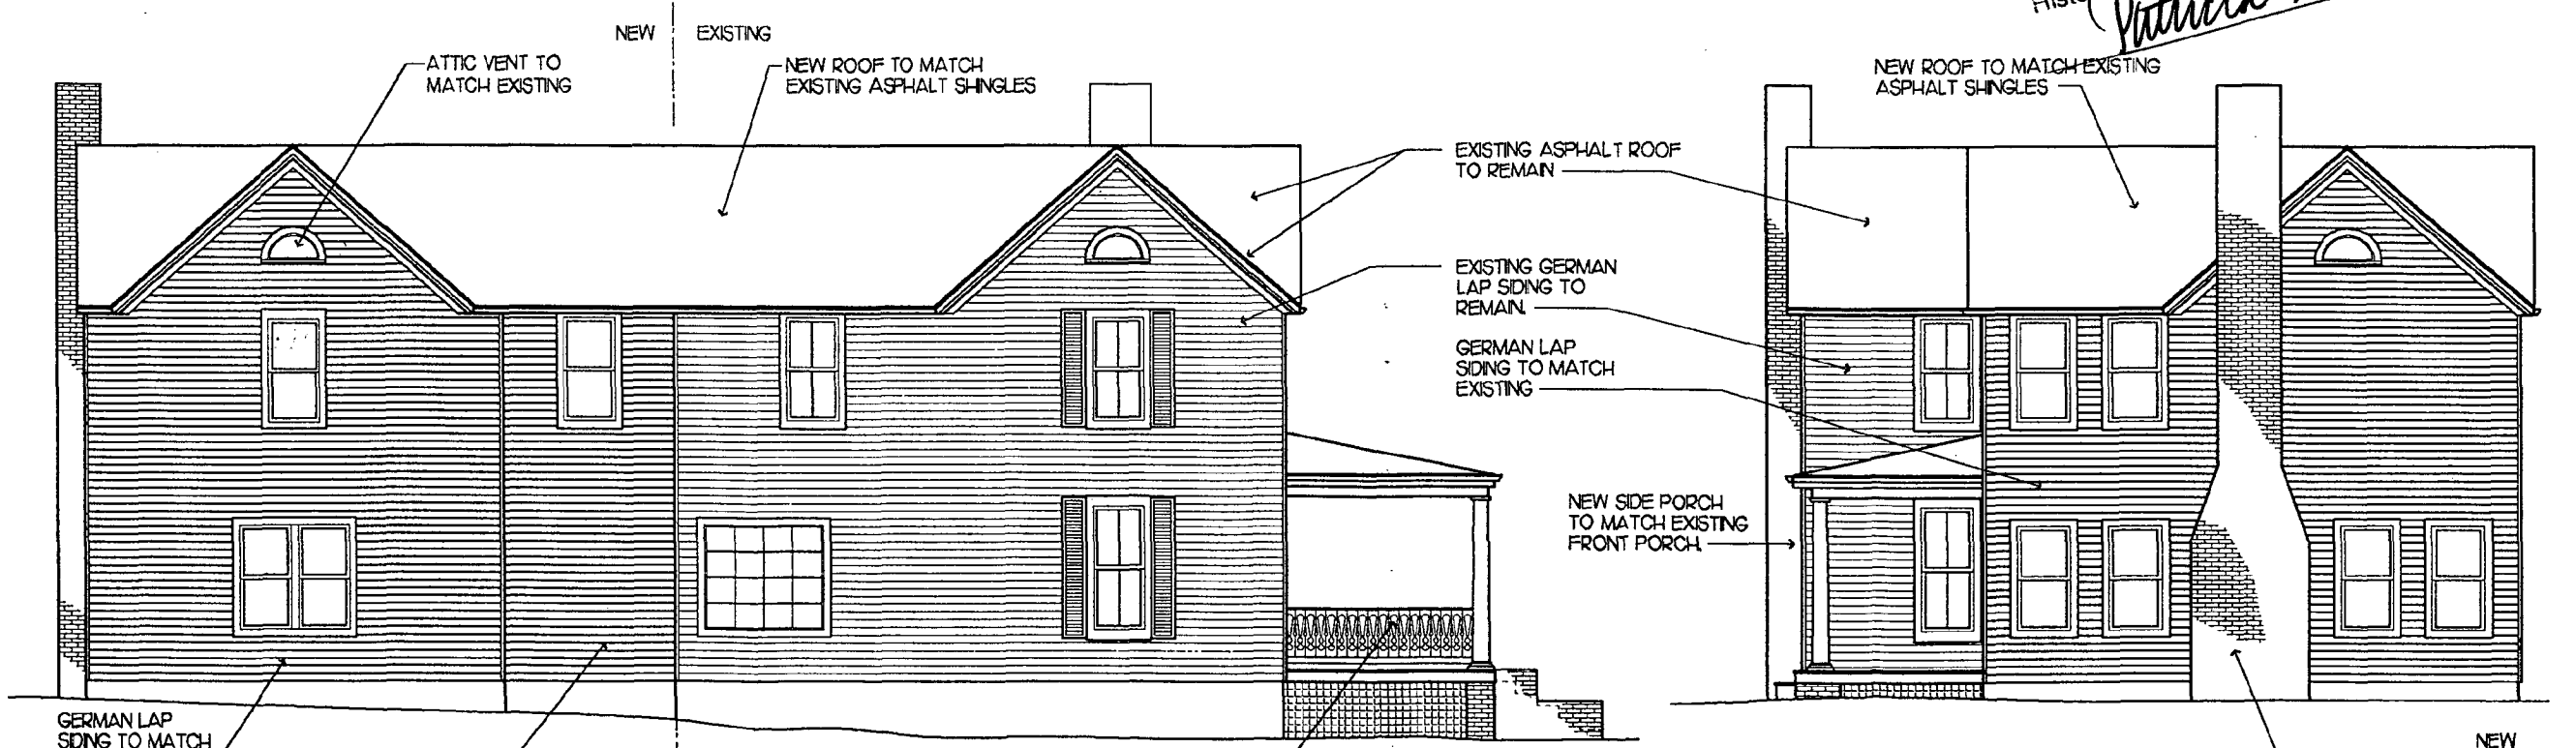 NEW EXISTING
ATTIC VENT TO
MATCH EXISTING
NEW ROOF TO MATCH
EXISTING ASPHALT SHINGLES
Patricia
NEW ROOF TO MATCH EXISTING
ASPHALT SHINGLES
EXISTING ASPHALT ROOF
TO REMAIN
EXISTING GERMAN
LAP SIDING TO
REMAIN.
GERMAN LAP
SIDING TO MATCH
EXISTING
NEW SIDE PORCH
TO MATCH EXISTING
FRONT PORCH.
GERMAN LAP
SIDING TO MATCH
NEW